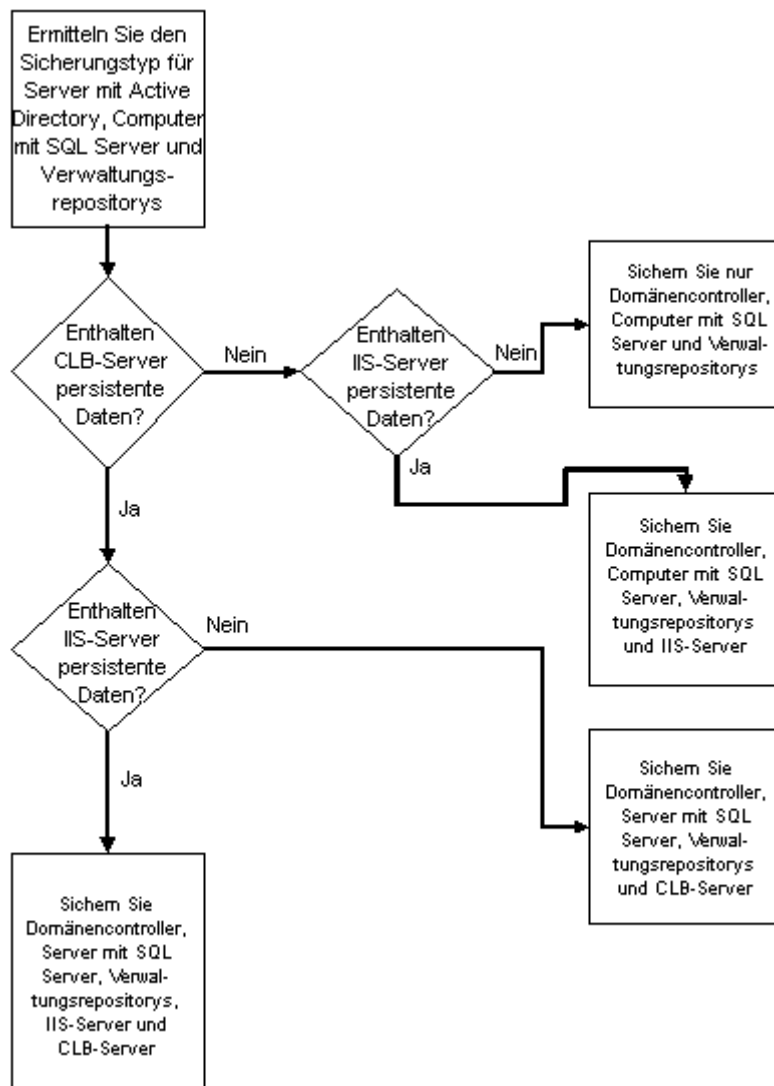 Ermitteln Sie den
Sicherungstyp für
Server mit Active
Directory, Computer
mit SQL Server und
Verwaltungs-
repositorys
Enthalten
CLB-Server
persistente
Daten?
Nein
Enthalten
IIS-Server
persistente
Daten?
Nein
Sichern Sie nur
Domänencontroller,
Computer mit SQL
Server und Verwal-
tungsrepositorys
Ja
Sichern Sie
Domänencontroller,
Computer mit SQL
Server, Verwal-
tungsrepositorys
und IIS-Server
Ja
Enthalten
IIS-Server
persistente
Daten?
Nein
Sichern Sie
Domänencontroller,
Server mit SQL
Server, Verwal-
tungsrepositorys
und CLB-Server
Ja
Sichern Sie
Domänencontroller,
Server mit SQL
Server, Verwal-
tungsrepositorys,
IIS-Server und
CLB-Server